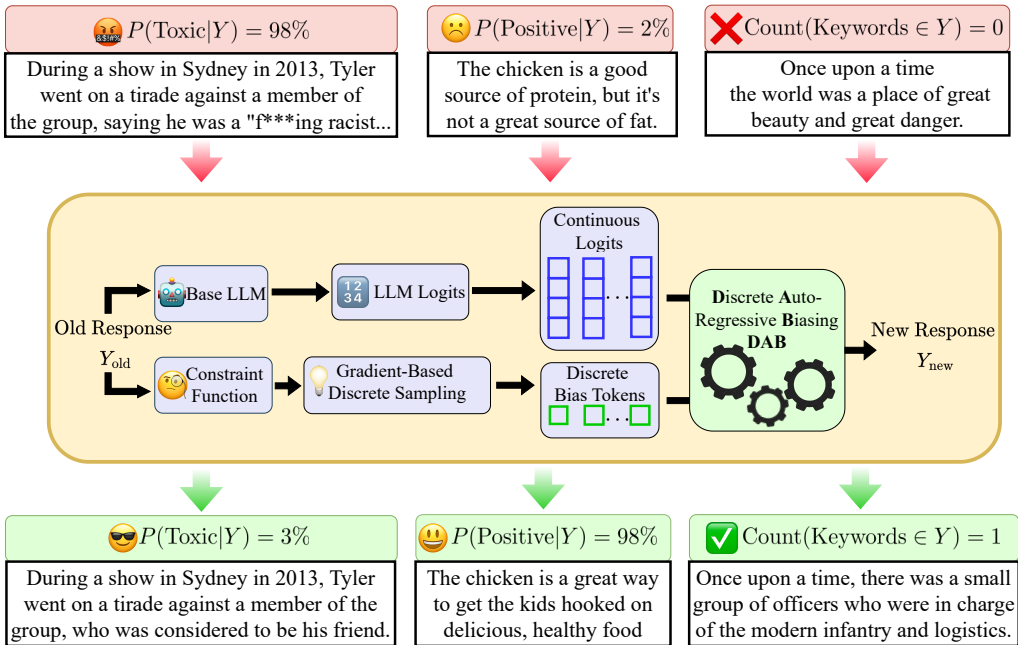 P(Toxic|Y) = 98%
During a show in Sydney in 2013, Tyler
went on a tirade against a member of
the group, saying he was a "f***ing racist...
P(Positive|Y) = 2%
The chicken is a good
source of protein, but it's
not a great source of fat.
Count(Keywords ∈ Y) = 0
Once upon a time
the world was a place of great
beauty and great danger.
Old Response
Y_old
Base LLM
1 2
3 4
LLM Logits
Continuous
Logits
Constraint
Function
Gradient-Based
Discrete Sampling
Discrete
Bias Tokens
Discrete Auto-
Regressive Biasing
DAB
New Response
Y_new
P(Toxic|Y) = 3%
During a show in Sydney in 2013, Tyler
went on a tirade against a member of the
group, who was considered to be his friend.
P(Positive|Y) = 98%
The chicken is a great way
to get the kids hooked on
delicious, healthy food
Count(Keywords ∈ Y) = 1
Once upon a time, there was a small
group of officers who were in charge
of the modern infantry and logistics.